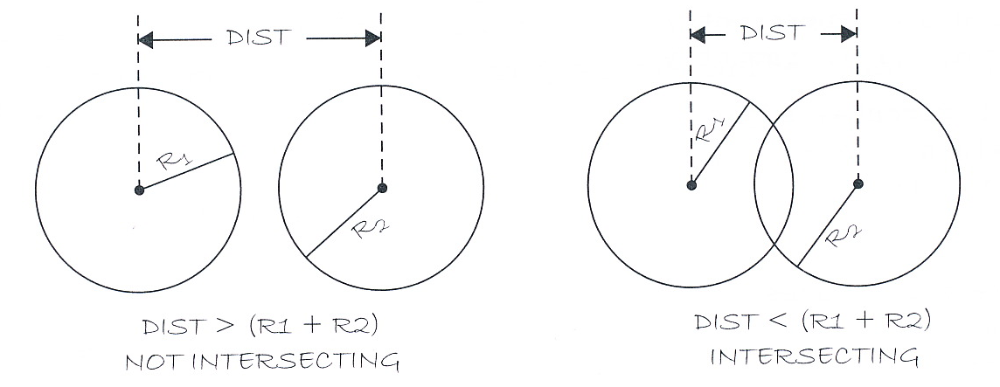 DIST
R1
R2
DIST > (R1 + R2)
NOT INTERSECTING
DIST
R1
R2
DIST < (R1 + R2)
INTERSECTING